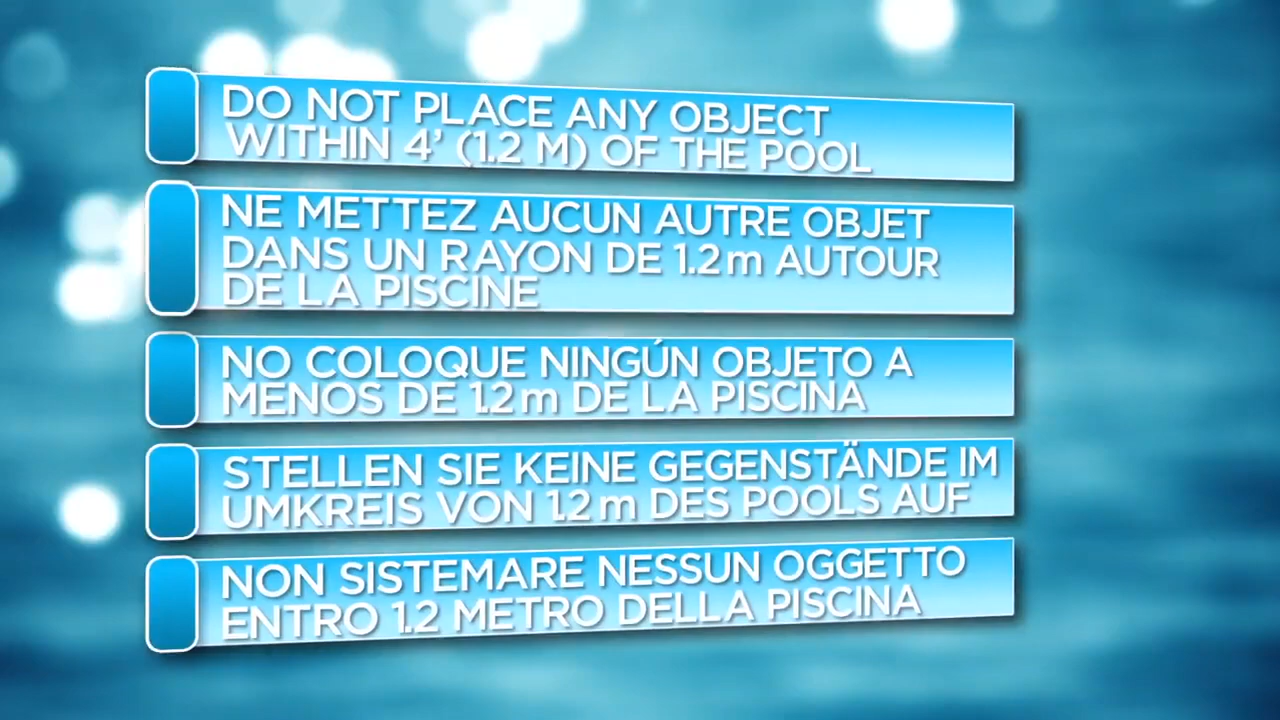 DO NOT PLACE ANY OBJECT
WITHIN 4' (1.2 M) OF THE POOL
NE METTEZ AUCUN AUTRE OBJET
DANS UN RAYON DE 1.2m AUTOUR
DE LA PISCINE
NO COLOQUE NINGÚN OBJETO A
MENOS DE 1.2m DE LA PISCINA
STELLEN SIE KEINE GEGENSTÄNDE IM
UMKREIS VON 1.2m DES POOLS AUF
NON SISTEMARE NESSUN OGGETTO
ENTRO 1.2 METRO DELLA PISCINA